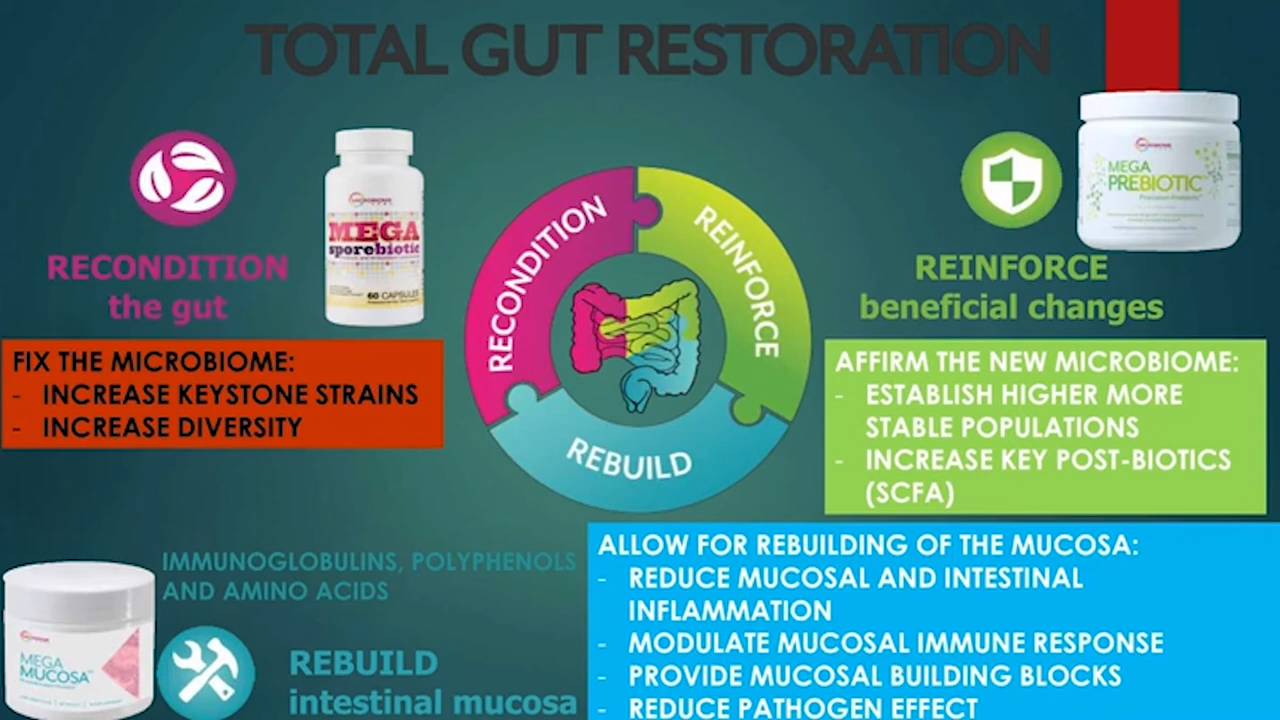 TOTAL GUT RESTORATION
RECONDITION
the gut
MEGA
sporebiotic
60 CAPSULES
FIX THE MICROBIOME:
- INCREASE KEYSTONE STRAINS
- INCREASE DIVERSITY
RECONDITION
REINFORCE
REBUILD
MEGA
PREBIOTIC
REINFORCE
beneficial changes
AFFIRM THE NEW MICROBIOME:
- ESTABLISH HIGHER MORE
STABLE POPULATIONS
- INCREASE KEY POST-BIOTICS
(SCFA)
IMMUNOGLOBULINS, POLYPHENOLS
AND AMINO ACIDS
MEGA
MUCOSA™
REBUILD
intestinal mucosa
ALLOW FOR REBUILDING OF THE MUCOSA:
- REDUCE MUCOSAL AND INTESTINAL
INFLAMMATION
- MODULATE MUCOSAL IMMUNE RESPONSE
- PROVIDE MUCOSAL BUILDING BLOCKS
- REDUCE PATHOGEN EFFECT